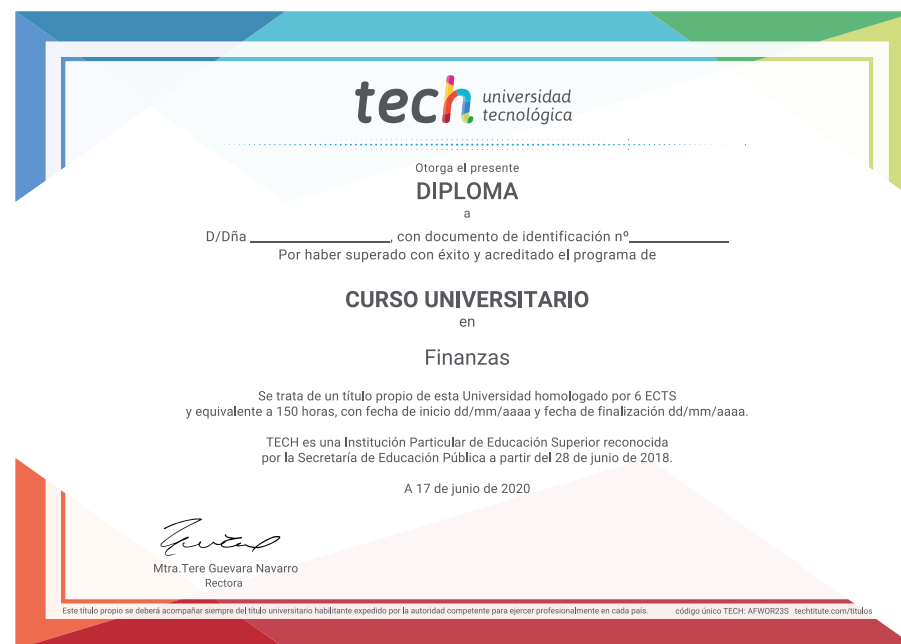 tech universidad
tecnológica
Otorga el presente
DIPLOMA
a
D/Dña ____________________, con documento de identificación nº______________
Por haber superado con éxito y acreditado el programa de
CURSO UNIVERSITARIO
en
Finanzas
Se trata de un título propio de esta Universidad homologado por 6 ECTS
y equivalente a 150 horas, con fecha de inicio dd/mm/aaaa y fecha de finalización dd/mm/aaaa.
TECH es una Institución Particular de Educación Superior reconocida
por la Secretaría de Educación Pública a partir del 28 de junio de 2018.
A 17 de junio de 2020
Mtra.Tere Guevara Navarro
Rectora
Este título propio se deberá acompañar siempre del título universitario habilitante expedido por la autoridad competente para ejercer profesionalmente en cada país. código único TECH: AFWOR23S techtitute.com/titulos